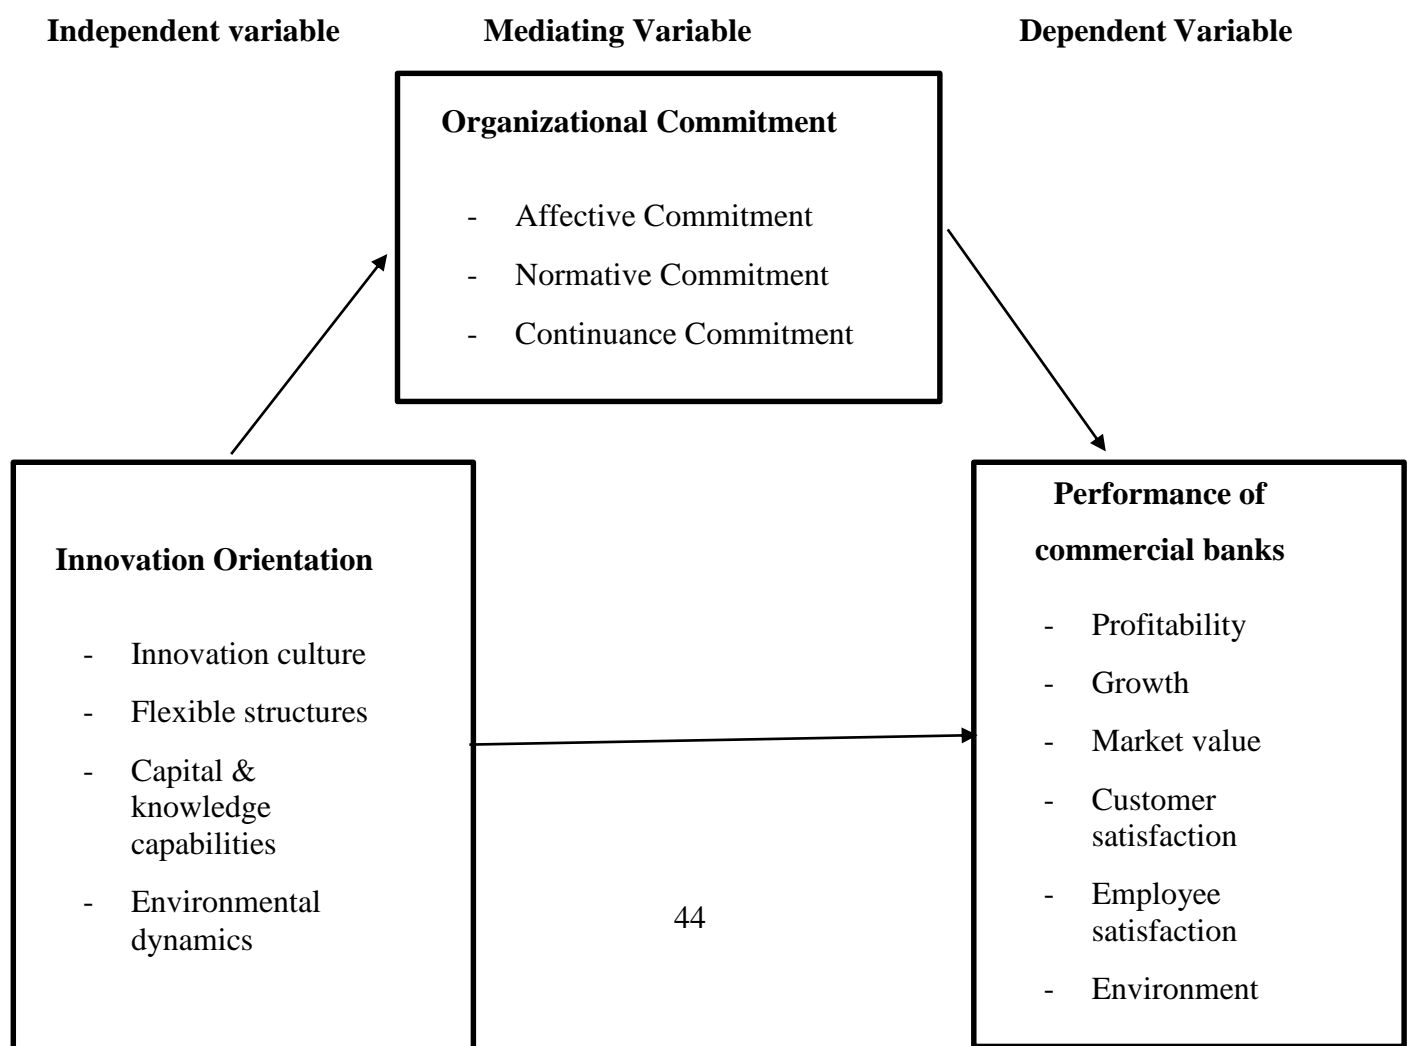 Independent variable
Mediating Variable
Dependent Variable
Organizational Commitment
- Affective Commitment
- Normative Commitment
- Continuance Commitment
Innovation Orientation
- Innovation culture
- Flexible structures
- Capital &
knowledge
capabilities
- Environmental
dynamics
Performance of
commercial banks
- Profitability
- Growth
- Market value
- Customer
satisfaction
- Employee
satisfaction
- Environment
44